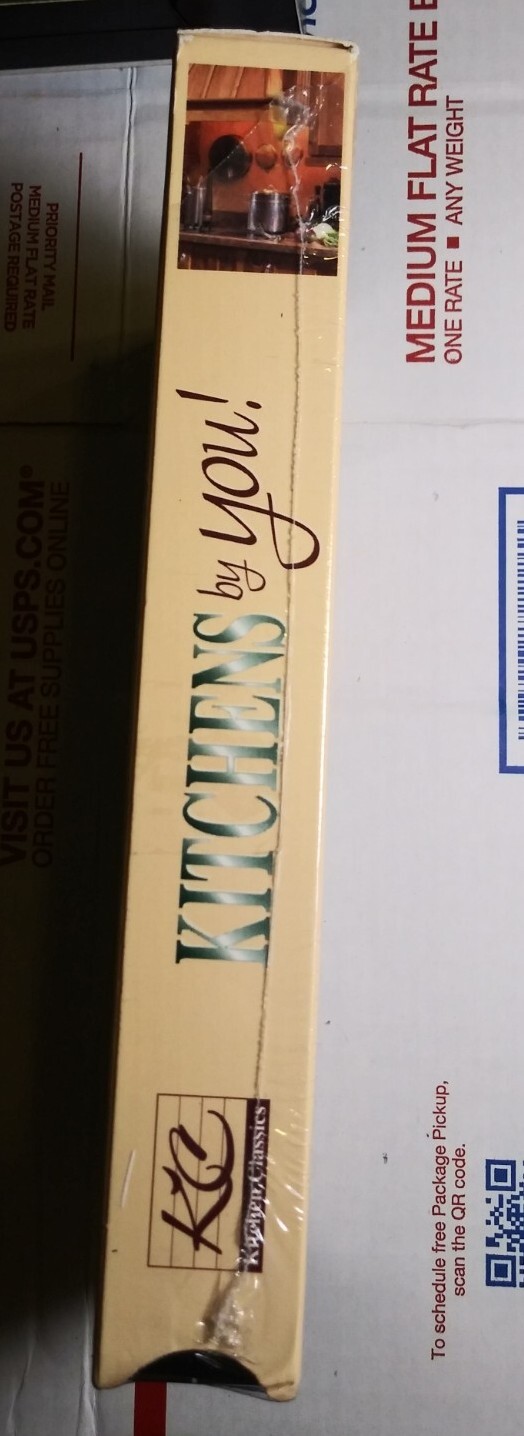 KITCHENS by you!
KC
Kitchen Classics
MEDIUM FLAT RATE
ONE RATE ■ ANY WEIGHT
To schedule free Package Pickup,
scan the QR code.
PRIORITY MAIL
MEDIUM FLAT RATE
POSTAGE REQUIRED
VISIT US AT USPS.COM®
ORDER FREE SUPPLIES ONLINE